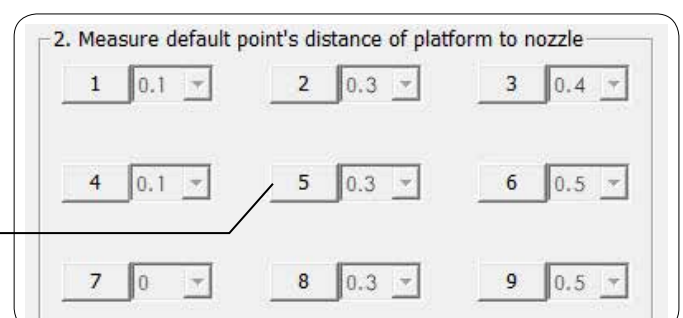 2. Measure default point's distance of platform to nozzle
1 0.1 2 0.3 3 0.4
4 0.1 5 0.3 6 0.5
7 0 8 0.3 9 0.5